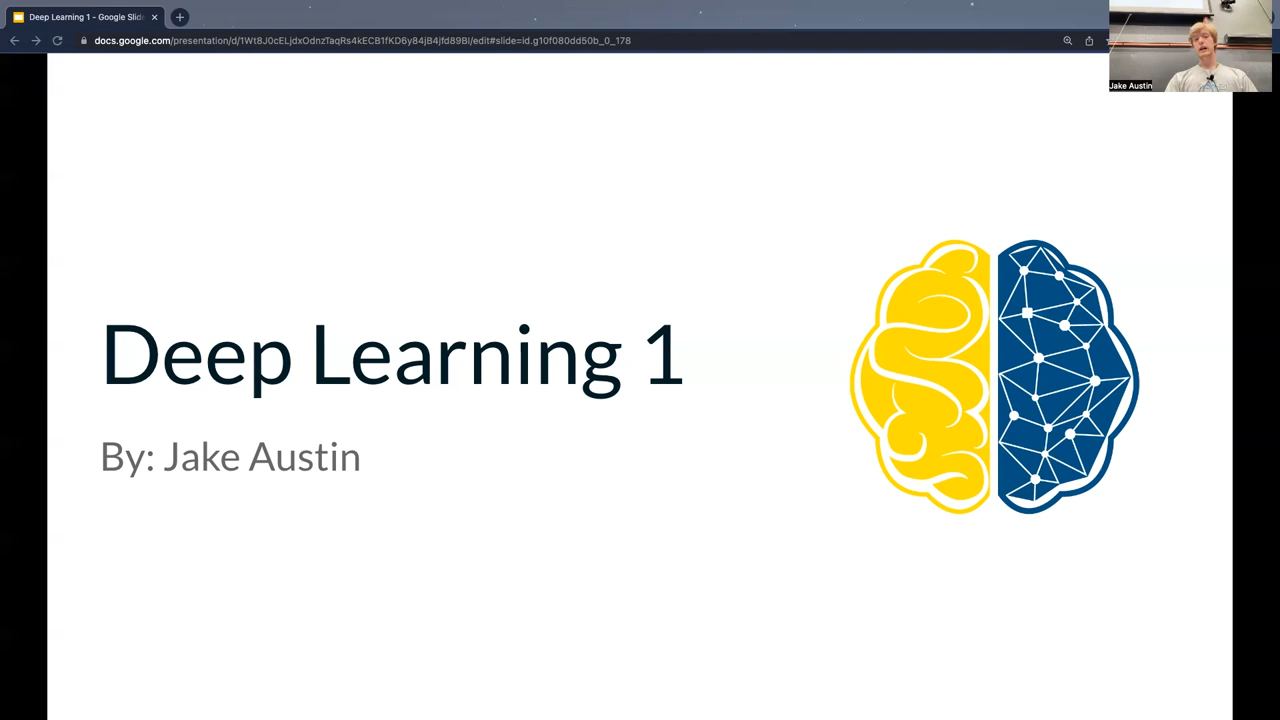 Deep Learning 1 - Google Slid
docs.google.com/presentation/d/1Wt8J0cELjdxOdnzTaqRs4kECB1fKD6y84jB4jfd89BI/edit#slide=id.g10f080dd50b_0_178
Jake Austin
Deep Learning 1
By: Jake Austin